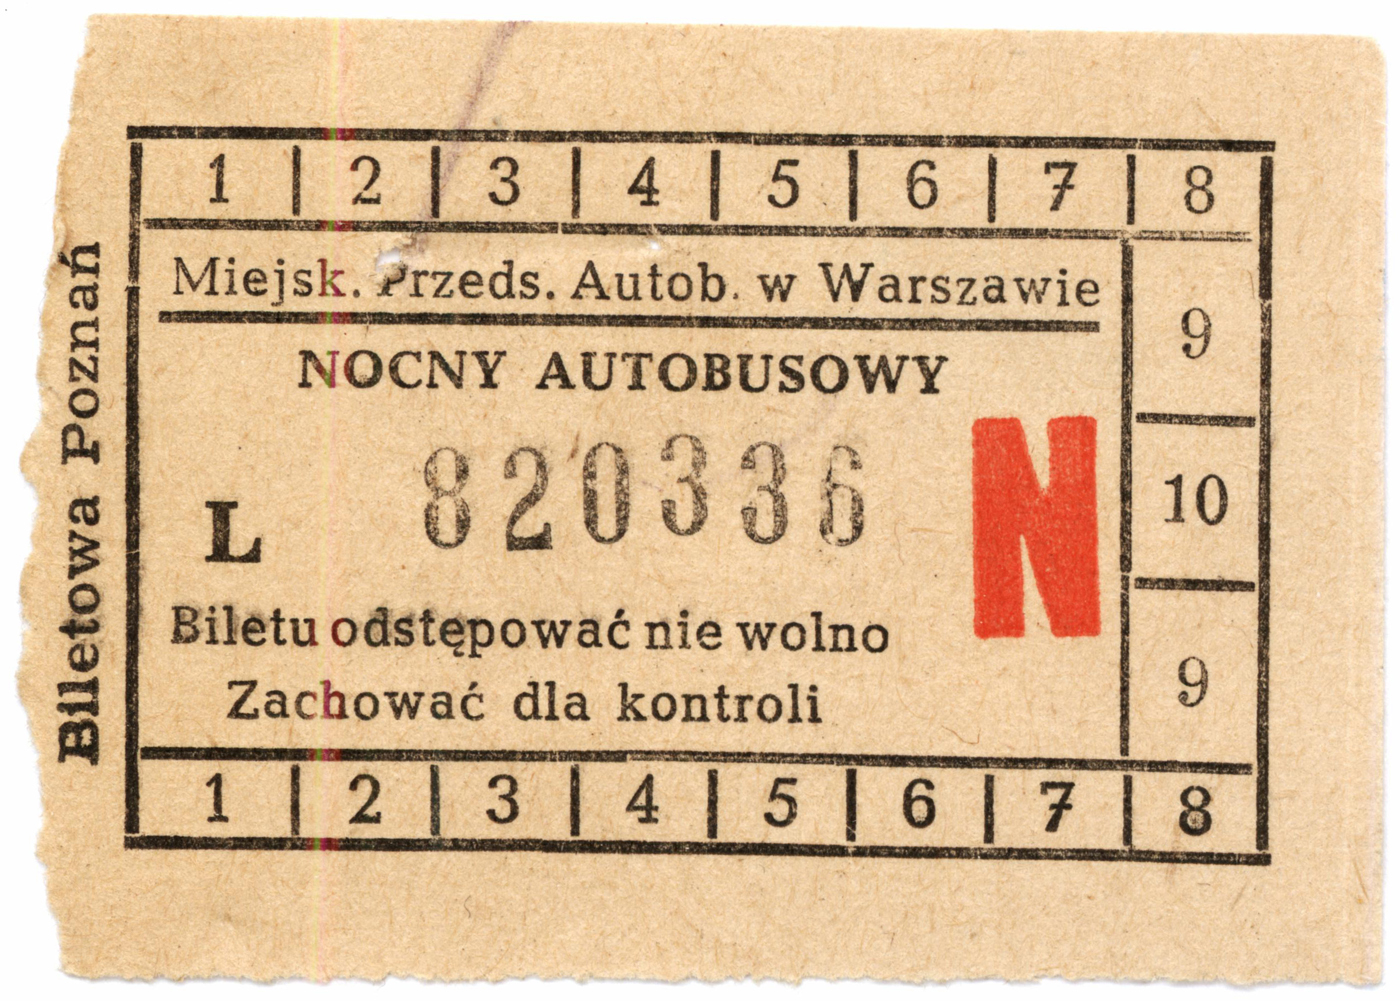 1 2 3 4 5 6 7 8
Miejsk. Przeds. Autob. w Warszawie
NOCNY AUTOBUSOWY
L 820336 N
Biletu odstępować nie wolno
Zachować dla kontroli
9
10
9
1 2 3 4 5 6 7 8
Biletowa Poznań